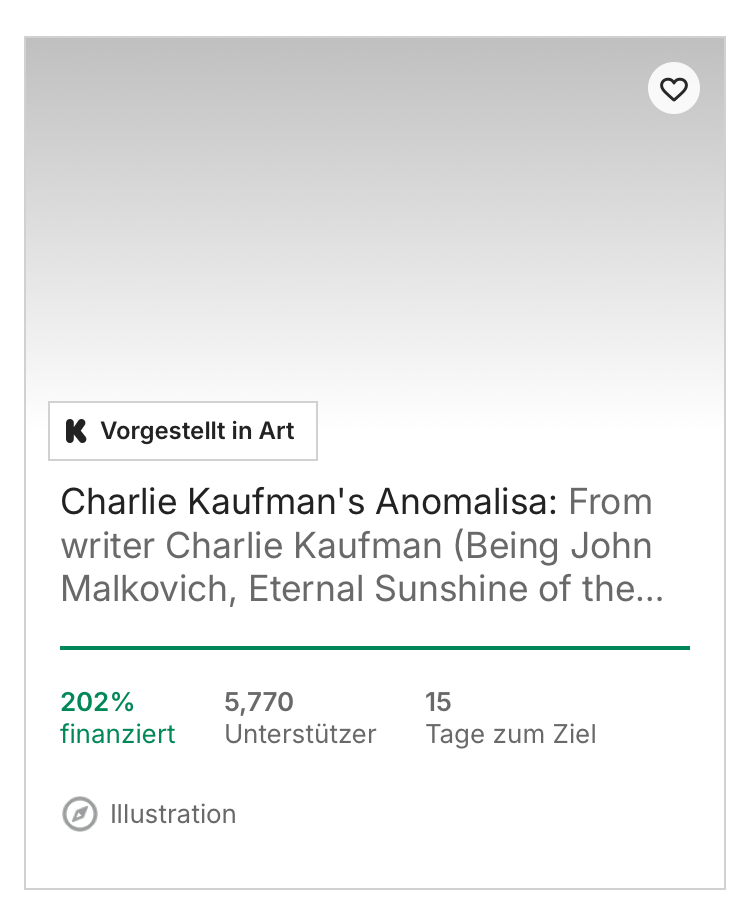 Vorgestellt in Art
Charlie Kaufman's Anomalisa: From
writer Charlie Kaufman (Being John
Malkovich, Eternal Sunshine of the...
202%
finanziert
5,770
Unterstützer
15
Tage zum Ziel
Illustration